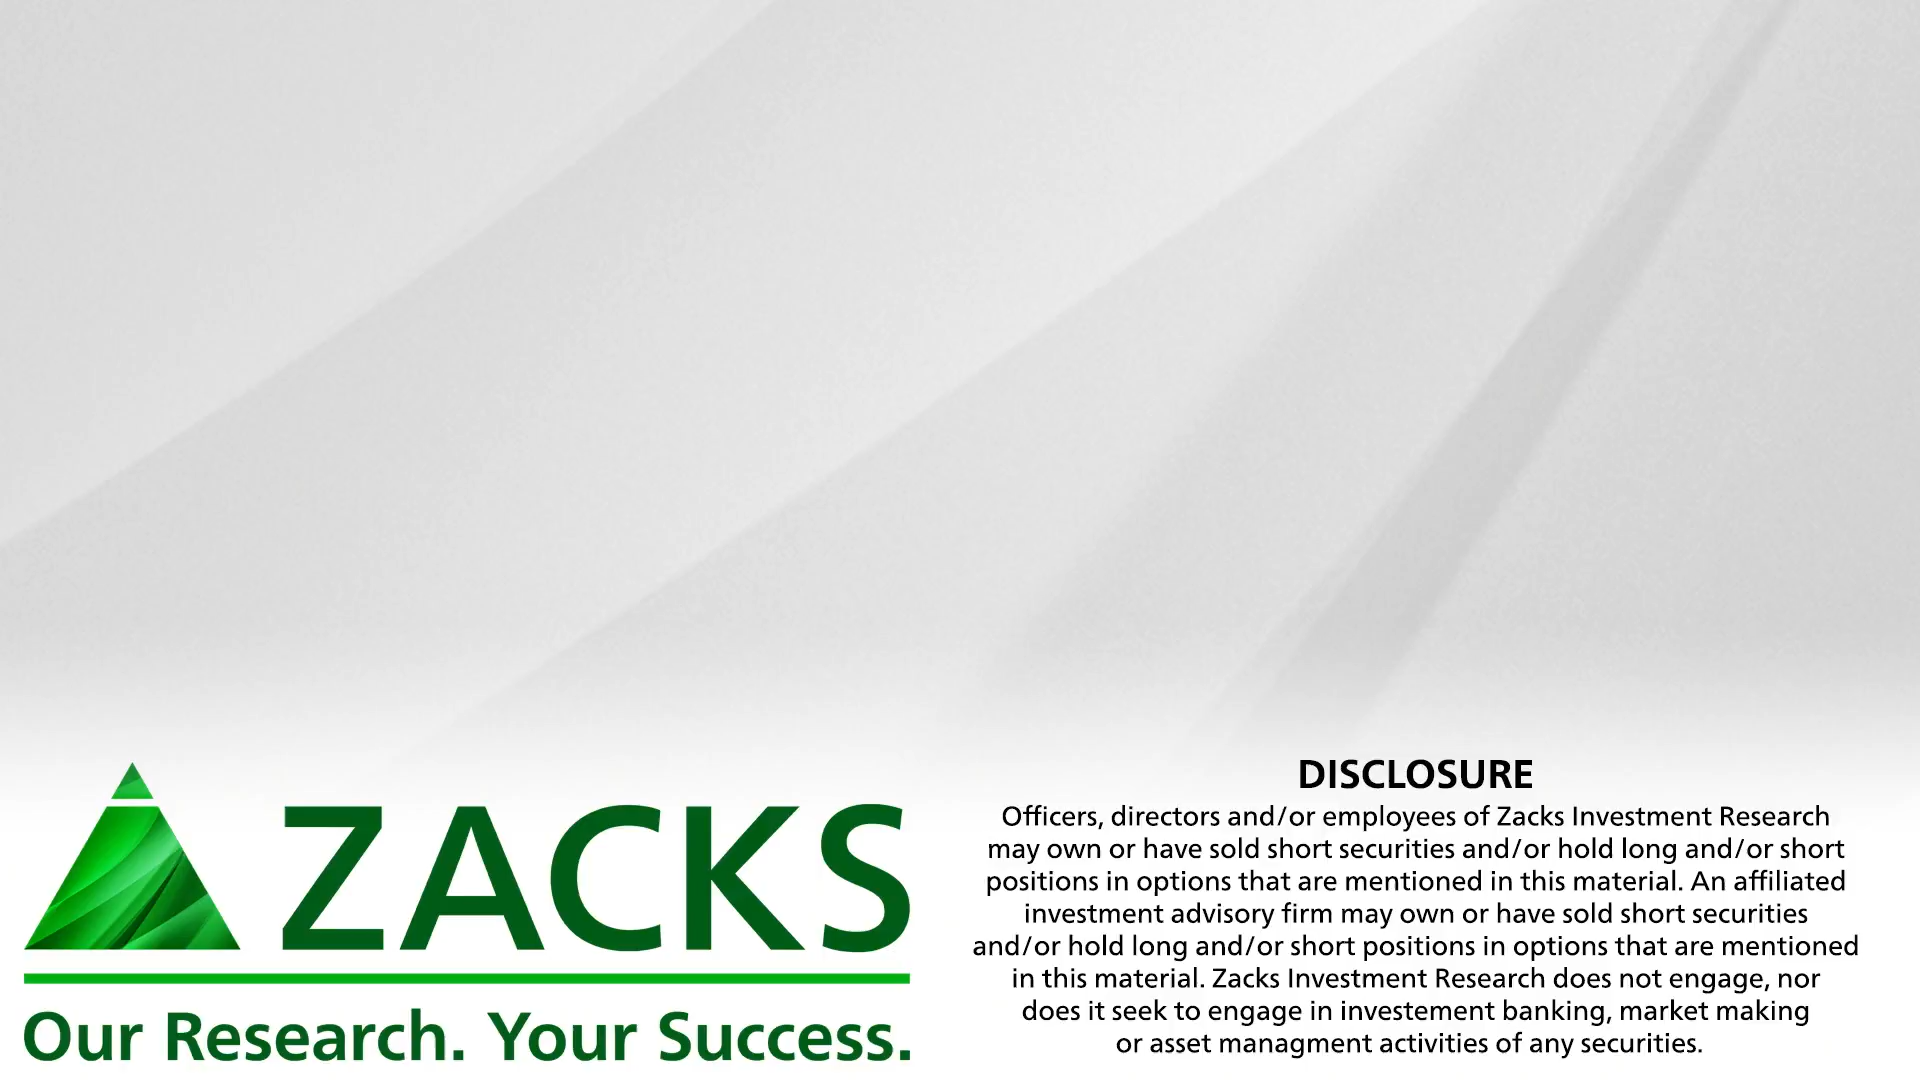 ZACKS
Our Research. Your Success.
DISCLOSURE
Officers, directors and/or employees of Zacks Investment Research
may own or have sold short securities and/or hold long and/or short
positions in options that are mentioned in this material. An affiliated
investment advisory firm may own or have sold short securities
and/or hold long and/or short positions in options that are mentioned
in this material. Zacks Investment Research does not engage, nor
does it seek to engage in investement banking, market making
or asset managment activities of any securities.